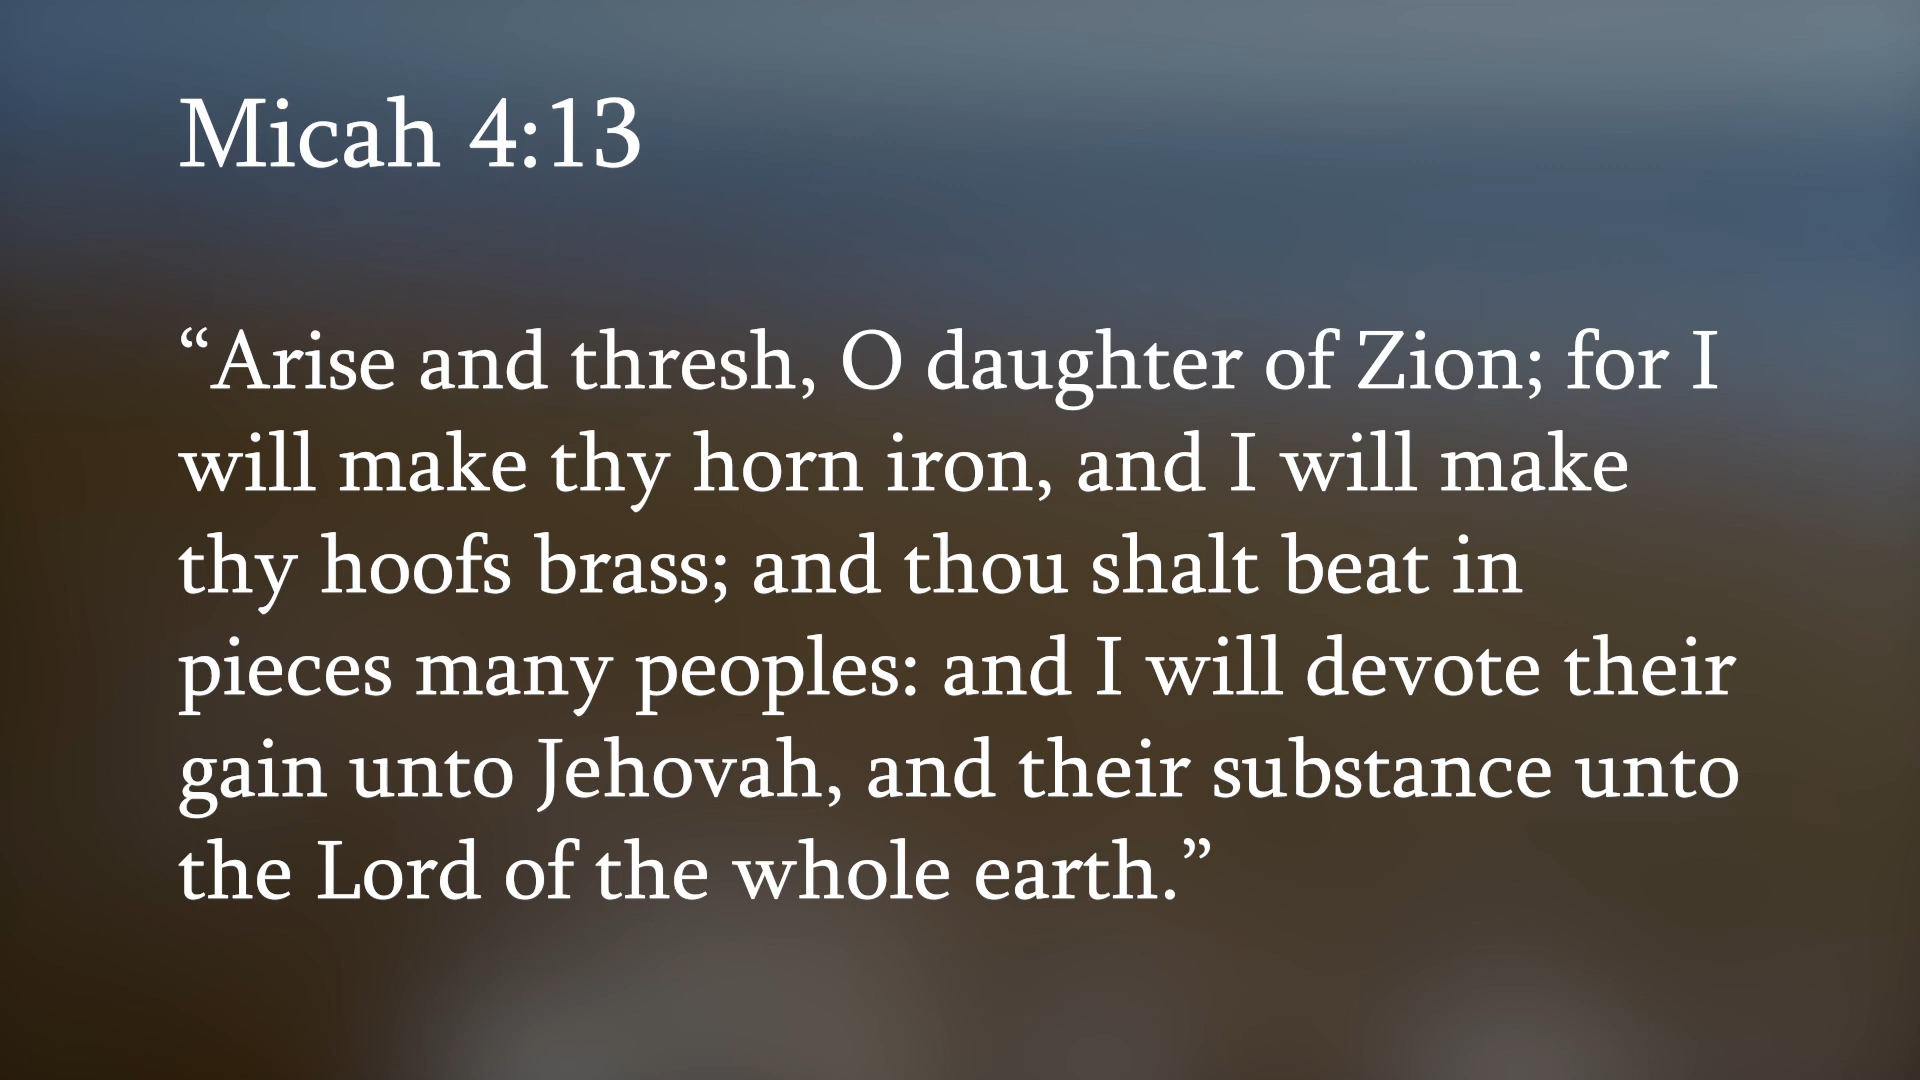 Micah 4:13
“Arise and thresh, O daughter of Zion; for I
will make thy horn iron, and I will make
thy hoofs brass; and thou shalt beat in
pieces many peoples: and I will devote their
gain unto Jehovah, and their substance unto
the Lord of the whole earth.”